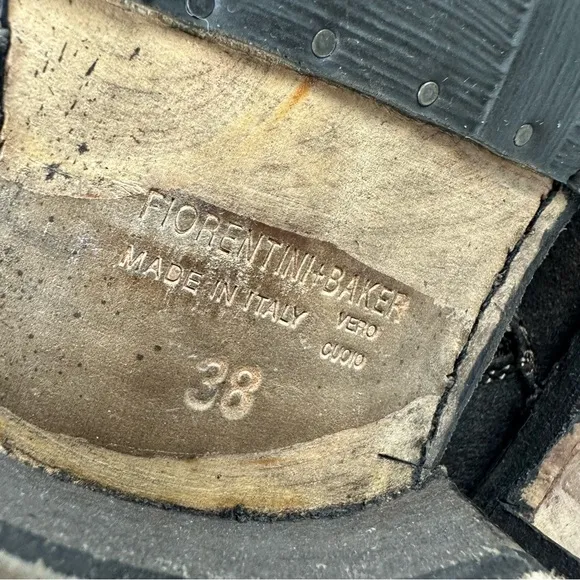 FIORENTINI+BAKER
MADE IN ITALY
VERO
CUOIO
38